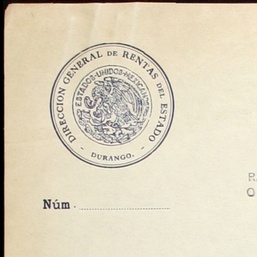 DIRECCION GENERAL DE RENTAS DEL ESTADO
ESTADOS·UNIDOS·MEXICANOS
- DURANGO. -
R
O
Núm.